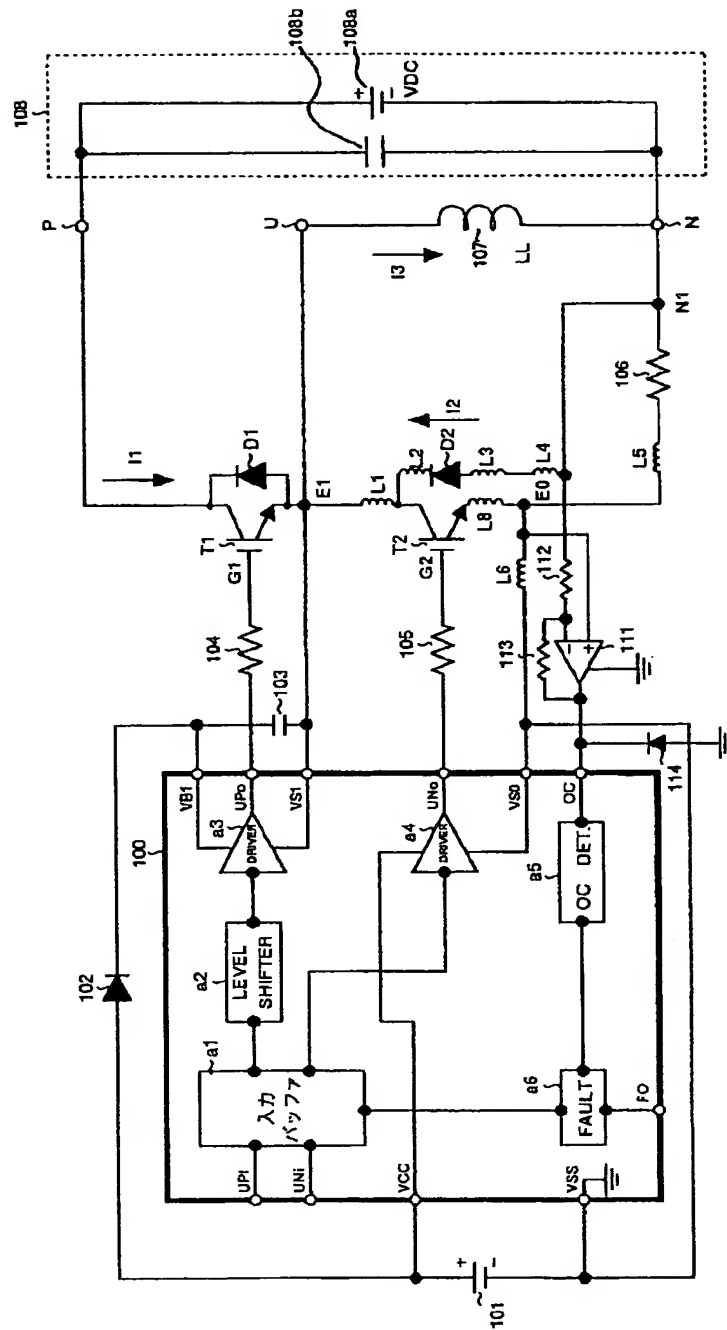 108
108b
108a
+
-
VDC
P
U
N
I3
107
LL
N1
106
I1
D1
T1
G1
E1
L1
L2
I2
D2
L3
L4
T2
G2
L8
E0
L5
L6
112
113
111
-
+
104
103
105
114
100
VB1
UPo
VS1
UNo
VS0
OC
a3
DRIVER
a4
DRIVER
a5
OC DET.
102
a2
LEVEL
SHIFTER
a1
入力
バッファ
a6
FAULT
FO
UPi
UNi
VCC
VSS
101
+
-